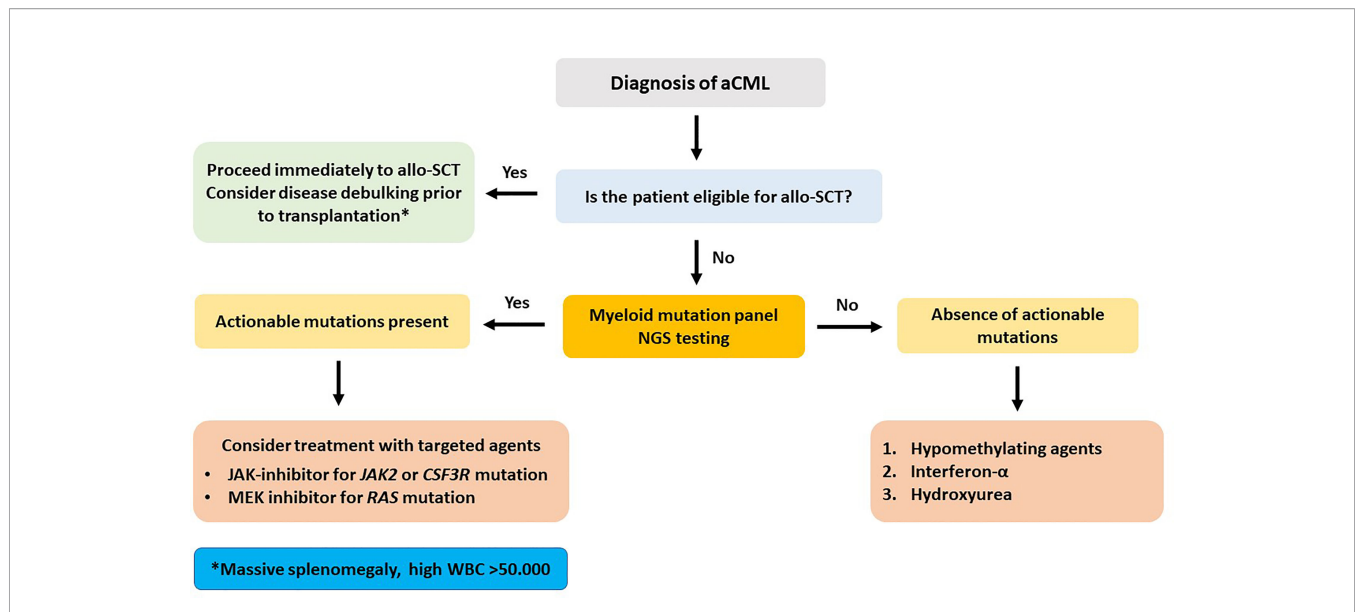 Diagnosis of aCML
Proceed immediately to allo-SCT
Consider disease debulking prior
to transplantation*
Yes
Is the patient eligible for allo-SCT?
No
Actionable mutations present
Yes
Myeloid mutation panel
NGS testing
No
Absence of actionable
mutations
Consider treatment with targeted agents
• JAK-inhibitor for JAK2 or CSF3R mutation
• MEK inhibitor for RAS mutation
1. Hypomethylating agents
2. Interferon-α
3. Hydroxyurea
*Massive splenomegaly, high WBC >50.000